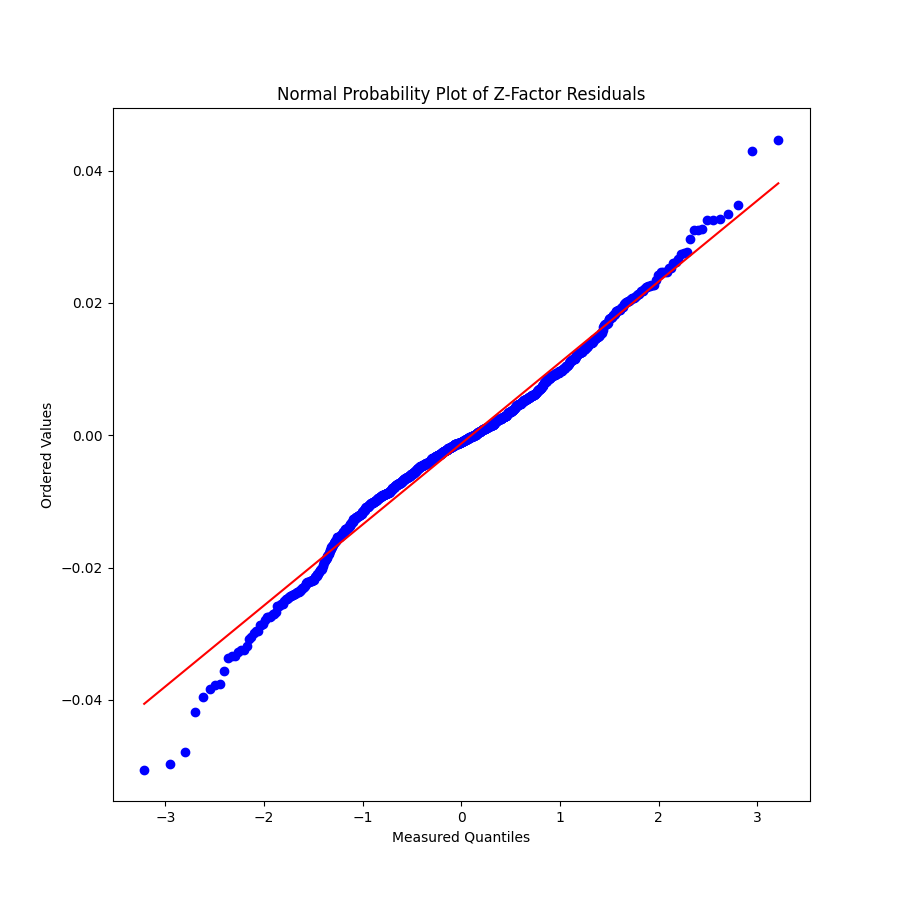 Normal Probability Plot of Z-Factor Residuals
0.04
0.02
0.00
−0.02
−0.04
Ordered Values
−3 −2 −1 0 1 2 3
Measured Quantiles